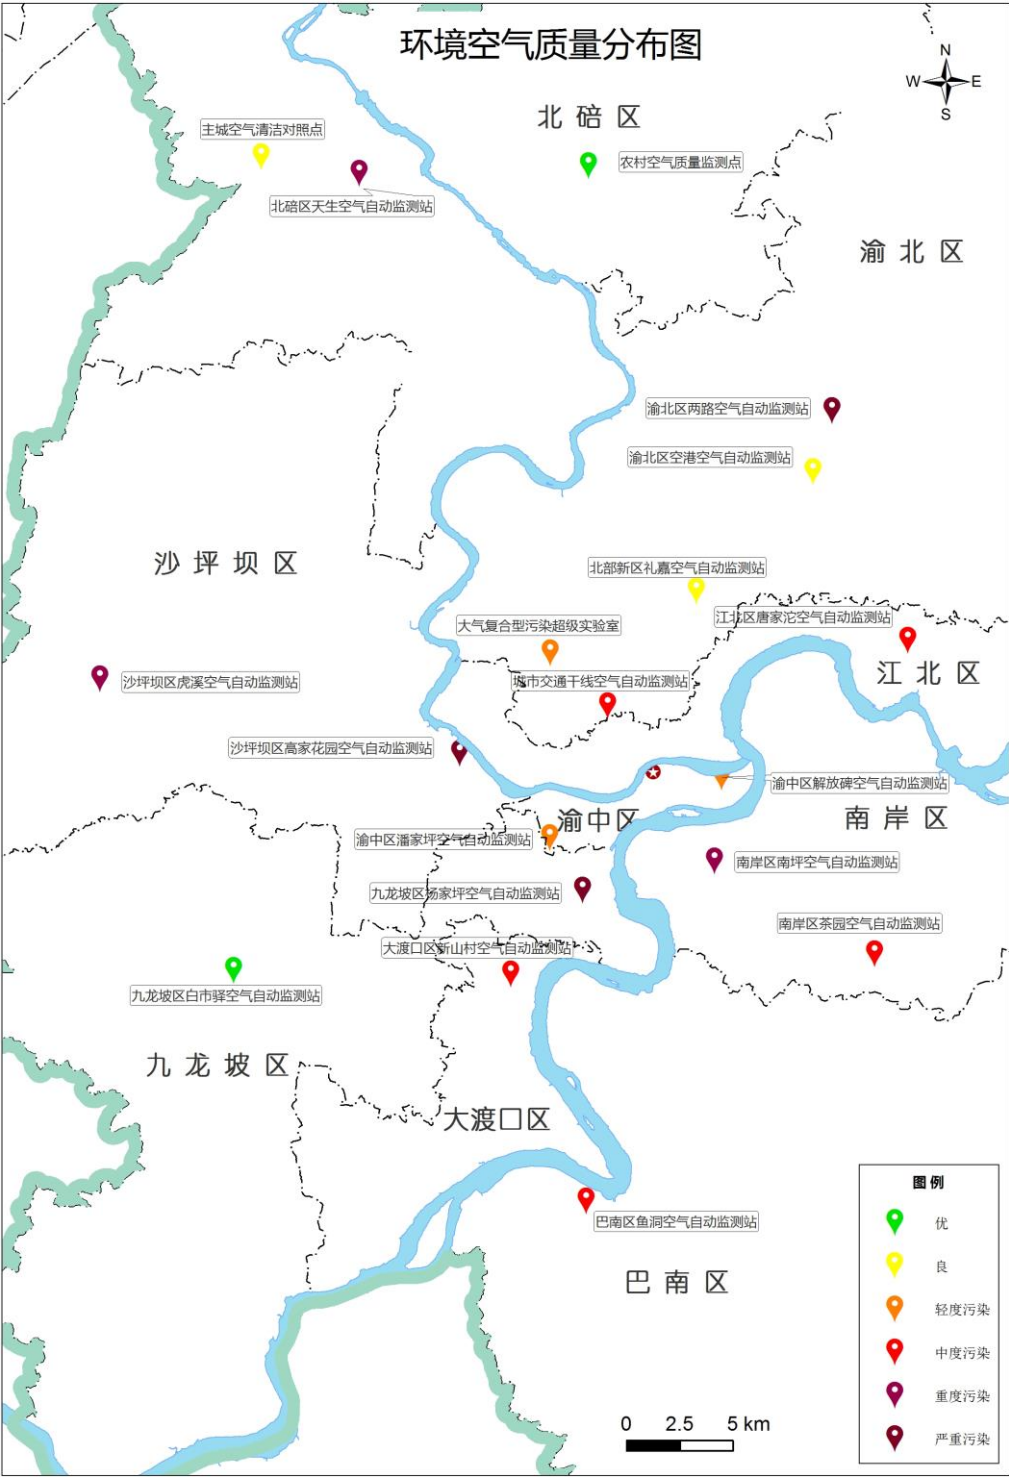 环境空气质量分布图
N
W E
S
北碚区
主城空气清洁对照点
农村空气质量监测点
北碚区天生空气自动监测站
渝北区
渝北区两路空气自动监测站
渝北区空港空气自动监测站
沙坪坝区
北部新区礼嘉空气自动监测站
江北区唐家沱空气自动监测站
大气复合型污染超级实验室
江北区
沙坪坝区虎溪空气自动监测站
城市交通干线空气自动监测站
沙坪坝区高家花园空气自动监测站
渝中区解放碑空气自动监测站
渝中区
南岸区
渝中区潘家坪空气自动监测站
南岸区南坪空气自动监测站
九龙坡区杨家坪空气自动监测站
南岸区茶园空气自动监测站
大渡口区新山村空气自动监测站
九龙坡区白市驿空气自动监测站
九龙坡区
大渡口区
巴南区鱼洞空气自动监测站
巴南区
图例
优
良
轻度污染
中度污染
重度污染
严重污染
0 2.5 5 km